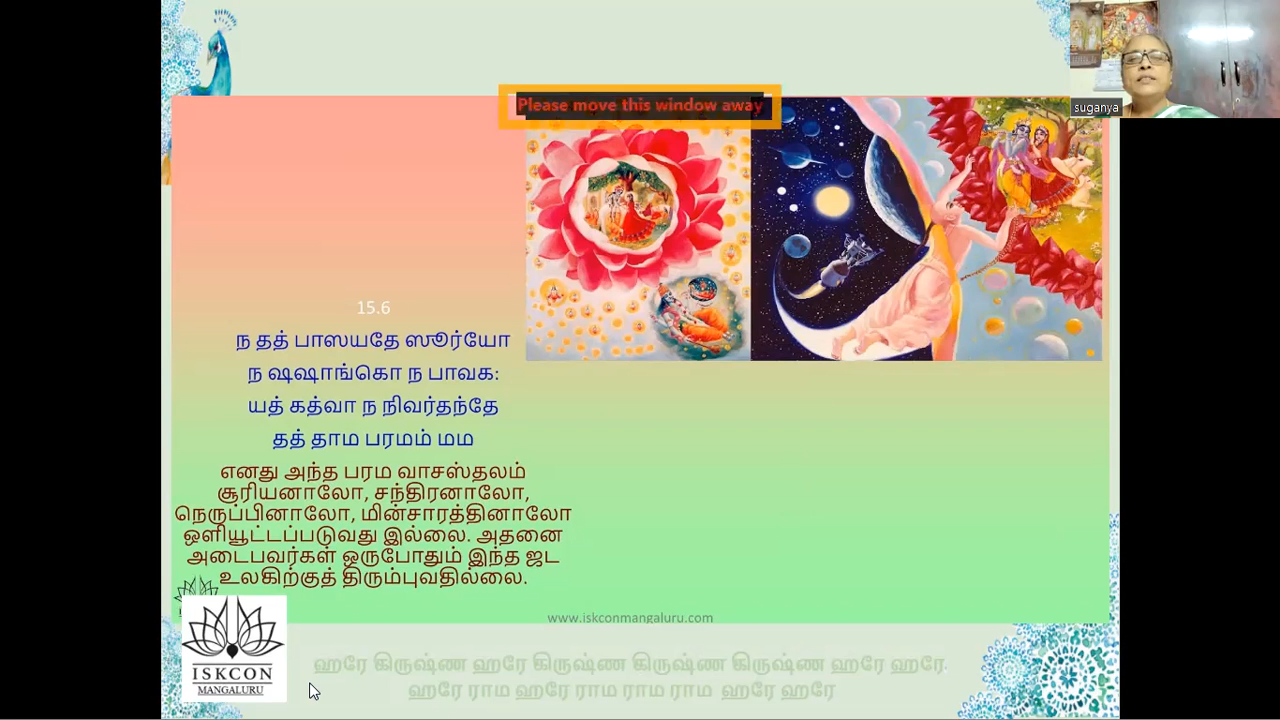 Please move this window away
suganya
15.6
ந தத் பாஸயதே ஸூர்யோ
ந ஷஷாங்கொ ந பாவக:
யத் கத்வா ந நிவர்தந்தே
தத் தாம பரமம் மம
எனது அந்த பரம வாசஸ்தலம்
சூரியனாலோ, சந்திரனாலோ,
நெருப்பினாலோ, மின்சாரத்தினாலோ
ஒளியூட்டப்படுவது இல்லை. அதனை
அடைபவர்கள் ஒருபோதும் இந்த ஜட
உலகிற்குத் திரும்புவதில்லை.
www.iskconmangaluru.com
ISKCON
MANGALURU
ஹரே கிருஷ்ண ஹரே கிருஷ்ண கிருஷ்ண கிருஷ்ண ஹரே ஹரே
ஹரே ராம ஹரே ராம ராம ராம ஹரே ஹரே